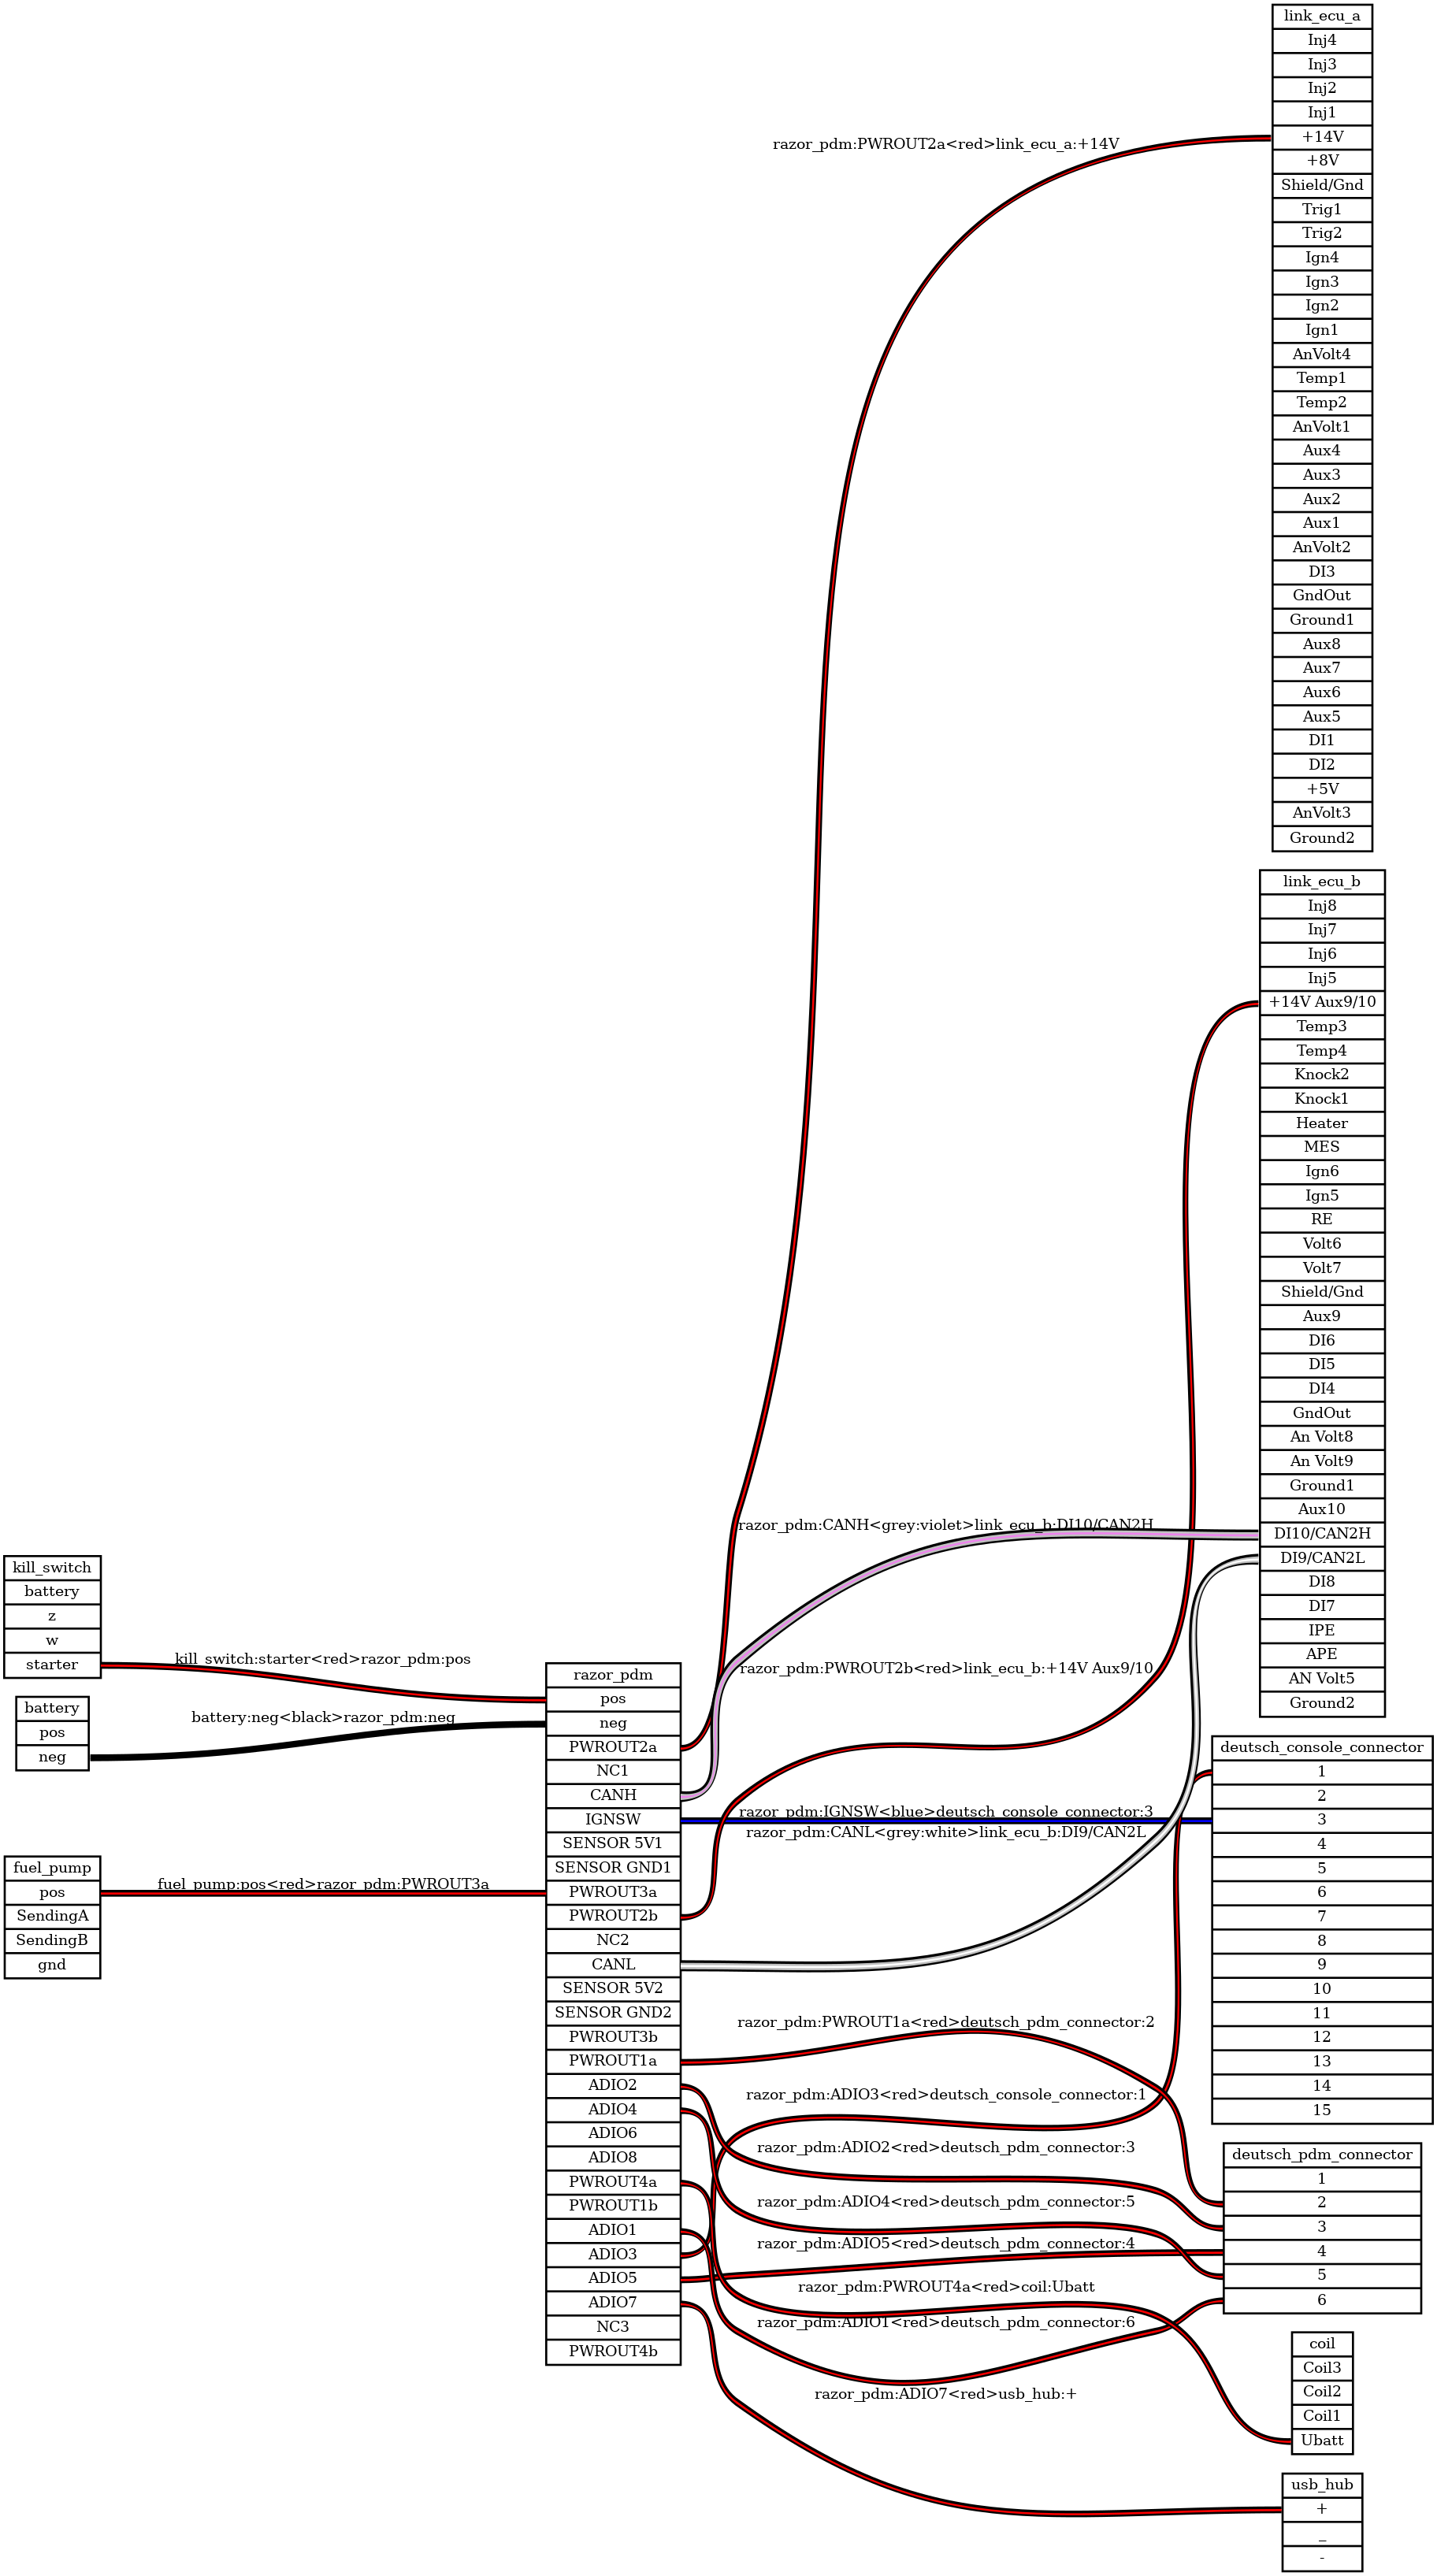 link_ecu_a
Inj4
Inj3
Inj2
Inj1
+14V
+8V
Shield/Gnd
Trig1
Trig2
Ign4
Ign3
Ign2
Ign1
AnVolt4
Temp1
Temp2
AnVolt1
Aux4
Aux3
Aux2
Aux1
AnVolt2
DI3
GndOut
Ground1
Aux8
Aux7
Aux6
Aux5
DI1
DI2
+5V
AnVolt3
Ground2
razor_pdm:PWROUT2a<red>link_ecu_a:+14V
link_ecu_b
Inj8
Inj7
Inj6
Inj5
+14V Aux9/10
Temp3
Temp4
Knock2
Knock1
Heater
MES
Ign6
Ign5
RE
Volt6
Volt7
Shield/Gnd
Aux9
DI6
DI5
DI4
GndOut
An Volt8
An Volt9
Ground1
Aux10
DI10/CAN2H
DI9/CAN2L
DI8
DI7
IPE
APE
AN Volt5
Ground2
razor_pdm:CANH<grey:violet>link_ecu_b:DI10/CAN2H
razor_pdm:PWROUT2b<red>link_ecu_b:+14V Aux9/10
kill_switch
battery
z
w
starter
kill_switch:starter<red>razor_pdm:pos
battery
pos
neg
battery:neg<black>razor_pdm:neg
fuel_pump
pos
SendingA
SendingB
gnd
fuel_pump:pos<red>razor_pdm:PWROUT3a
razor_pdm
pos
neg
PWROUT2a
NC1
CANH
IGNSW
SENSOR 5V1
SENSOR GND1
PWROUT3a
PWROUT2b
NC2
CANL
SENSOR 5V2
SENSOR GND2
PWROUT3b
PWROUT1a
ADIO2
ADIO4
ADIO6
ADIO8
PWROUT4a
PWROUT1b
ADIO1
ADIO3
ADIO5
ADIO7
NC3
PWROUT4b
razor_pdm:IGNSW<blue>deutsch_console_connector:3
razor_pdm:CANL<grey:white>link_ecu_b:DI9/CAN2L
razor_pdm:PWROUT1a<red>deutsch_pdm_connector:2
razor_pdm:ADIO3<red>deutsch_console_connector:1
razor_pdm:ADIO2<red>deutsch_pdm_connector:3
razor_pdm:ADIO4<red>deutsch_pdm_connector:5
razor_pdm:ADIO5<red>deutsch_pdm_connector:4
razor_pdm:PWROUT4a<red>coil:Ubatt
razor_pdm:ADIO1<red>deutsch_pdm_connector:6
razor_pdm:ADIO7<red>usb_hub:+
deutsch_console_connector
1
2
3
4
5
6
7
8
9
10
11
12
13
14
15
deutsch_pdm_connector
1
2
3
4
5
6
coil
Coil3
Coil2
Coil1
Ubatt
usb_hub
+
_
-